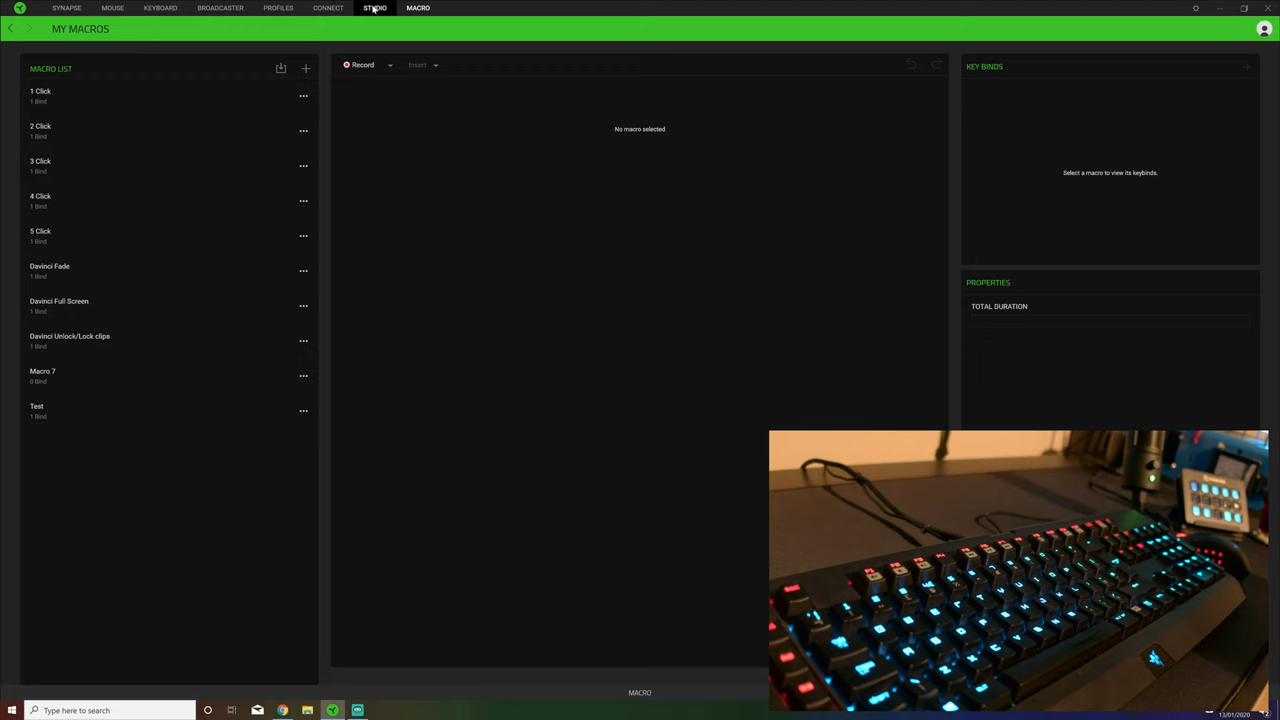 SYNAPSE MOUSE KEYBOARD BROADCASTER PROFILES CONNECT STUDIO MACRO
MY MACROS
MACRO LIST
1 Click
1 Bind
2 Click
1 Bind
3 Click
1 Bind
4 Click
1 Bind
5 Click
1 Bind
Davinci Fade
1 Bind
Davinci Full Screen
1 Bind
Davinci Unlock/Lock clips
1 Bind
Macro 7
0 Bind
Test
1 Bind
Record Insert
No macro selected
KEY BINDS
Select a macro to view its keybinds.
PROPERTIES
TOTAL DURATION
MACRO
Type here to search
13/01/2020